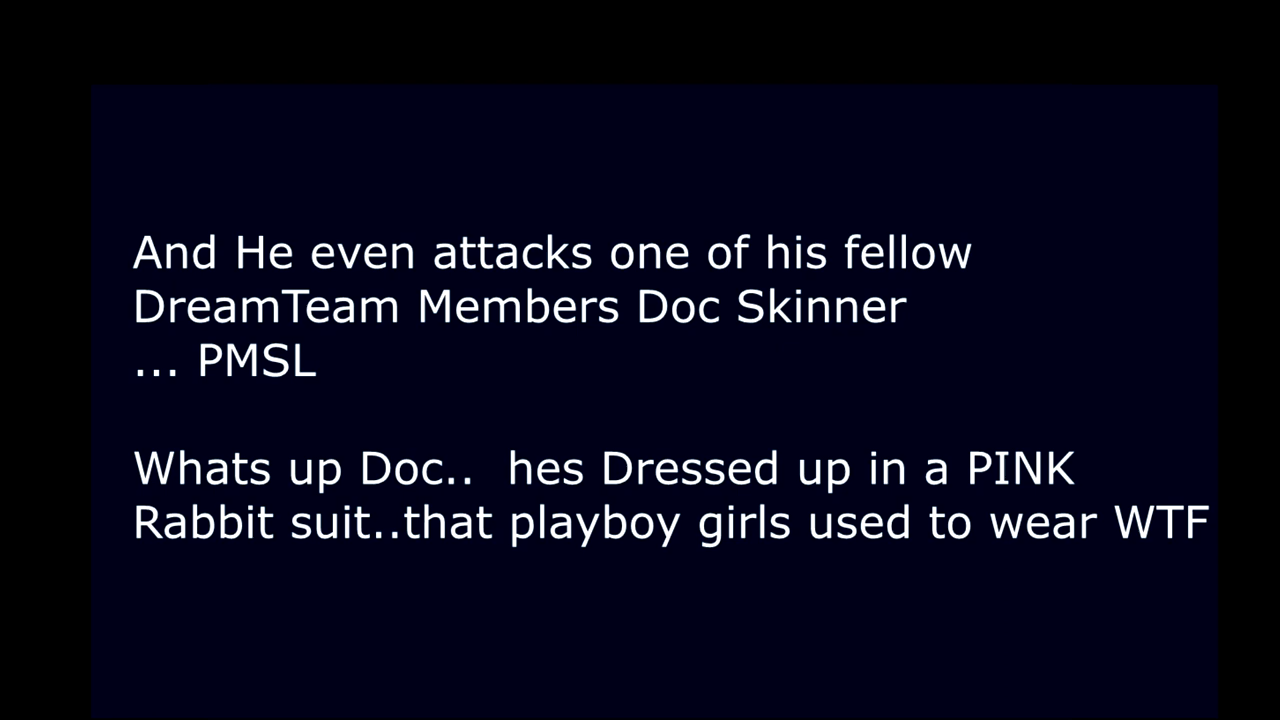 And He even attacks one of his fellow
DreamTeam Members Doc Skinner
... PMSL
Whats up Doc..  hes Dressed up in a PINK
Rabbit suit..that playboy girls used to wear WTF